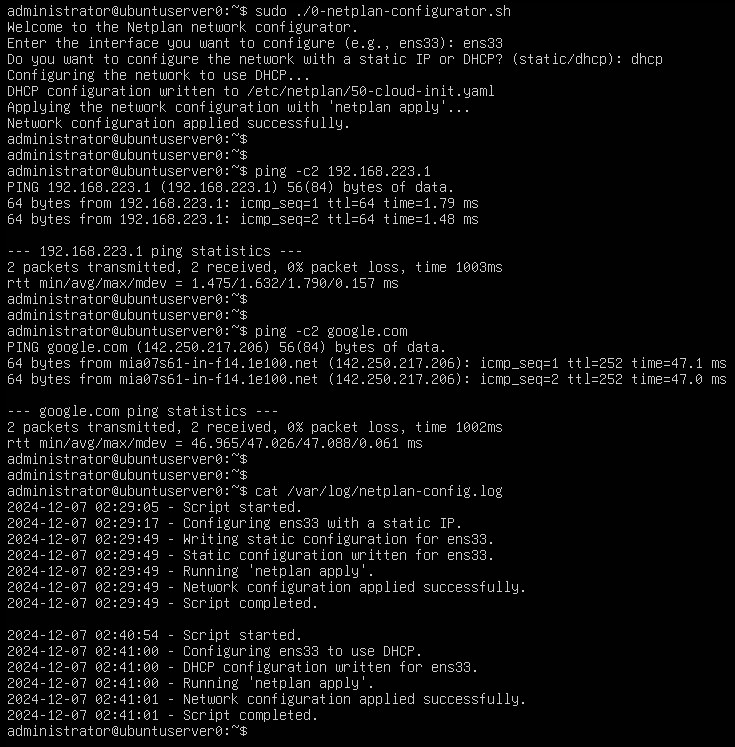 administrator@ubuntuserver0:~$ sudo ./0-netplan-configurator.sh
Welcome to the Netplan network configurator.
Enter the interface you want to configure (e.g., ens33): ens33
Do you want to configure the network with a static IP or DHCP? (static/dhcp): dhcp
Configuring the network to use DHCP...
DHCP configuration written to /etc/netplan/50-cloud-init.yaml
Applying the network configuration with 'netplan apply'...
Network configuration applied successfully.
administrator@ubuntuserver0:~$
administrator@ubuntuserver0:~$
administrator@ubuntuserver0:~$ ping -c2 192.168.223.1
PING 192.168.223.1 (192.168.223.1) 56(84) bytes of data.
64 bytes from 192.168.223.1: icmp_seq=1 ttl=64 time=1.79 ms
64 bytes from 192.168.223.1: icmp_seq=2 ttl=64 time=1.48 ms

--- 192.168.223.1 ping statistics ---
2 packets transmitted, 2 received, 0% packet loss, time 1003ms
rtt min/avg/max/mdev = 1.475/1.632/1.790/0.157 ms
administrator@ubuntuserver0:~$
administrator@ubuntuserver0:~$
administrator@ubuntuserver0:~$ ping -c2 google.com
PING google.com (142.250.217.206) 56(84) bytes of data.
64 bytes from mia07s61-in-f14.1e100.net (142.250.217.206): icmp_seq=1 ttl=252 time=47.1 ms
64 bytes from mia07s61-in-f14.1e100.net (142.250.217.206): icmp_seq=2 ttl=252 time=47.0 ms

--- google.com ping statistics ---
2 packets transmitted, 2 received, 0% packet loss, time 1002ms
rtt min/avg/max/mdev = 46.965/47.026/47.088/0.061 ms
administrator@ubuntuserver0:~$
administrator@ubuntuserver0:~$
administrator@ubuntuserver0:~$ cat /var/log/netplan-config.log
2024-12-07 02:29:05 - Script started.
2024-12-07 02:29:17 - Configuring ens33 with a static IP.
2024-12-07 02:29:49 - Writing static configuration for ens33.
2024-12-07 02:29:49 - Static configuration written for ens33.
2024-12-07 02:29:49 - Running 'netplan apply'.
2024-12-07 02:29:49 - Network configuration applied successfully.
2024-12-07 02:29:49 - Script completed.

2024-12-07 02:40:54 - Script started.
2024-12-07 02:41:00 - Configuring ens33 to use DHCP.
2024-12-07 02:41:00 - DHCP configuration written for ens33.
2024-12-07 02:41:00 - Running 'netplan apply'.
2024-12-07 02:41:01 - Network configuration applied successfully.
2024-12-07 02:41:01 - Script completed.
administrator@ubuntuserver0:~$